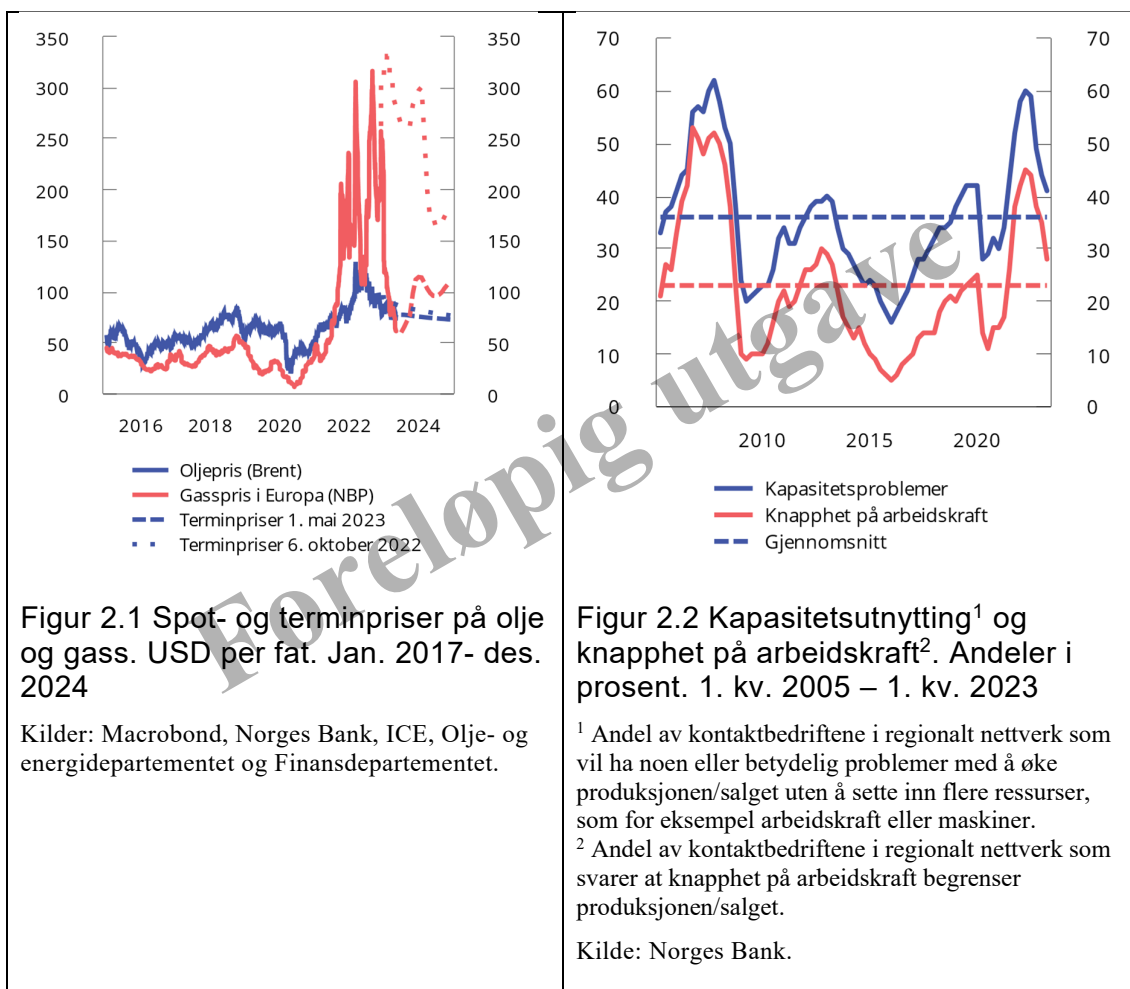 350
300
250
200
150
100
50
0
350
300
250
200
150
100
50
0
2016 2018 2020 2022 2024
Oljepris (Brent)
Gasspris i Europa (NBP)
Terminpriser 1. mai 2023
Terminpriser 6. oktober 2022
Figur 2.1 Spot- og terminpriser på olje
og gass. USD per fat. Jan. 2017- des.
2024
Kilder: Macrobond, Norges Bank, ICE, Olje- og
energidepartementet og Finansdepartementet.
70
60
50
40
30
20
10
0
70
60
50
40
30
20
10
0
2010 2015 2020
Kapasitetsproblemer
Knapphet på arbeidskraft
Gjennomsnitt
Figur 2.2 Kapasitetsutnytting1 og
knapphet på arbeidskraft2. Andeler i
prosent. 1. kv. 2005 – 1. kv. 2023
1 Andel av kontaktbedriftene i regionalt nettverk som
vil ha noen eller betydelig problemer med å øke
produksjonen/salget uten å sette inn flere ressurser,
som for eksempel arbeidskraft eller maskiner.
2 Andel av kontaktbedriftene i regionalt nettverk som
svarer at knapphet på arbeidskraft begrenser
produksjonen/salget.
Kilde: Norges Bank.
Foreløpig utgave